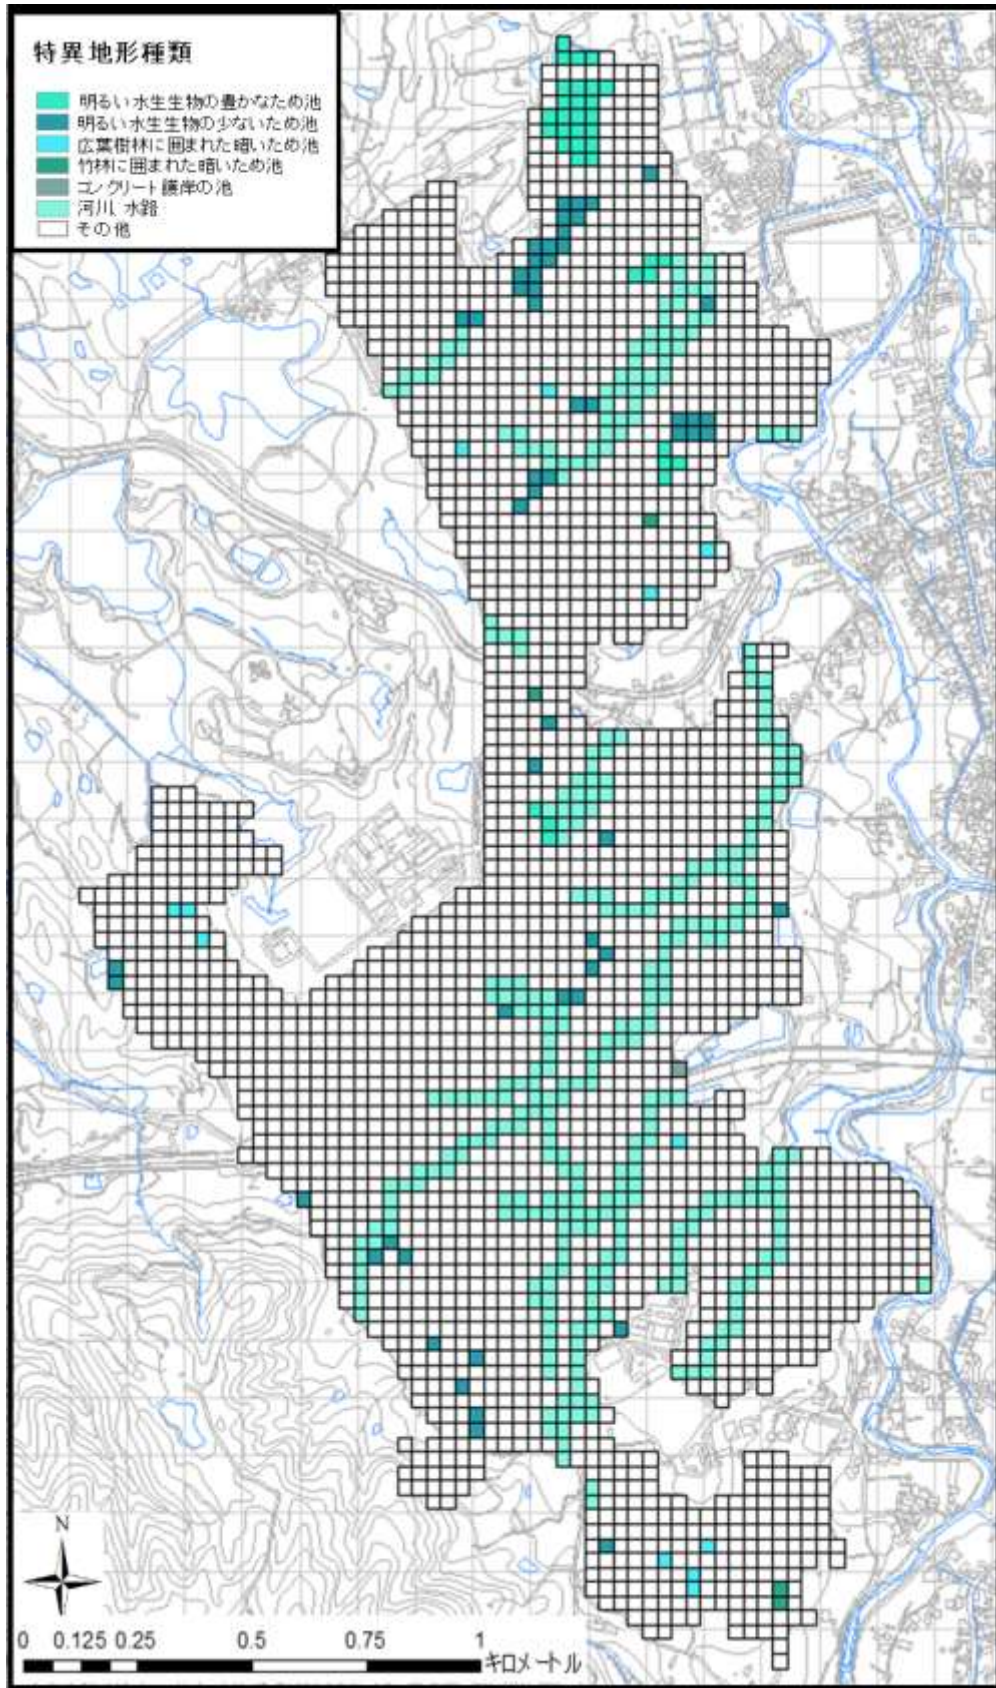 特異地形種類
明るい水生生物の豊かなため池
明るい水生生物の少ないため池
広葉樹林に囲まれた暗いため池
竹林に囲まれた暗いため池
コンクリート護岸の池
河川、水路
その他
N
0 0.125 0.25 0.5 0.75 1
キロメートル